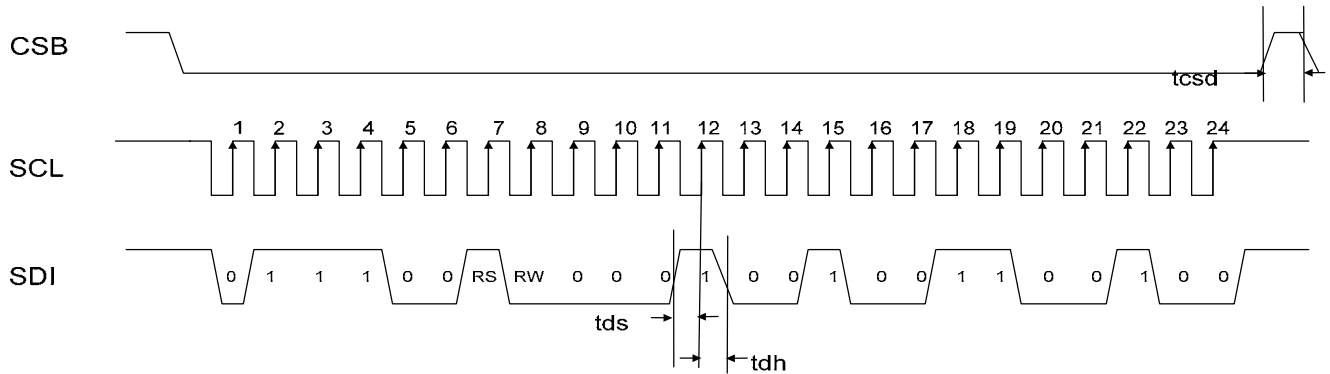 CSB
tcsd
1 2 3 4 5 6 7 8 9 10 11 12 13 14 15 16 17 18 19 20 21 22 23 24
SCL
SDI
0 1 1 1 0 0 RS RW 0 0 0 1 0 0 1 0 0 1 1 0 0 1 0 0
tds
tdh